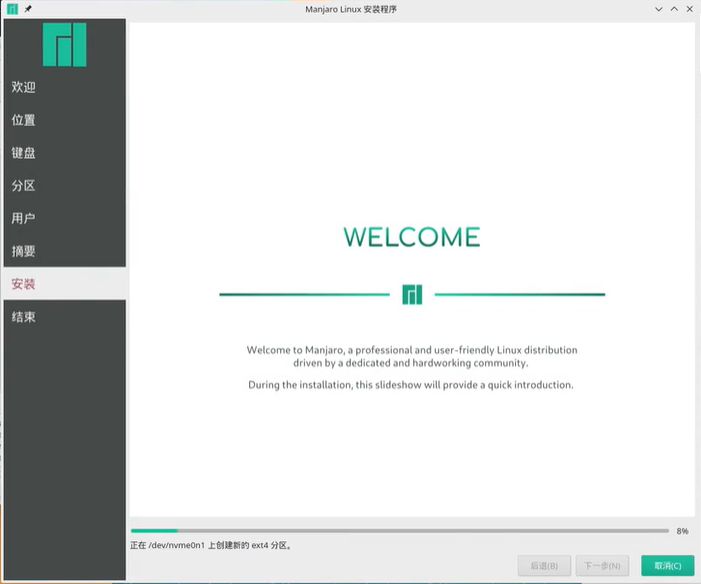 Manjaro Linux 安装程序
欢迎
位置
键盘
分区
用户
摘要
安装
结束
WELCOME
Welcome to Manjaro, a professional and user-friendly Linux distribution
driven by a dedicated and hardworking community.
During the installation, this slideshow will provide a quick introduction.
8%
正在 /dev/nvme0n1 上创建新的 ext4 分区。
后退(B)
下一步(N)
取消(C)